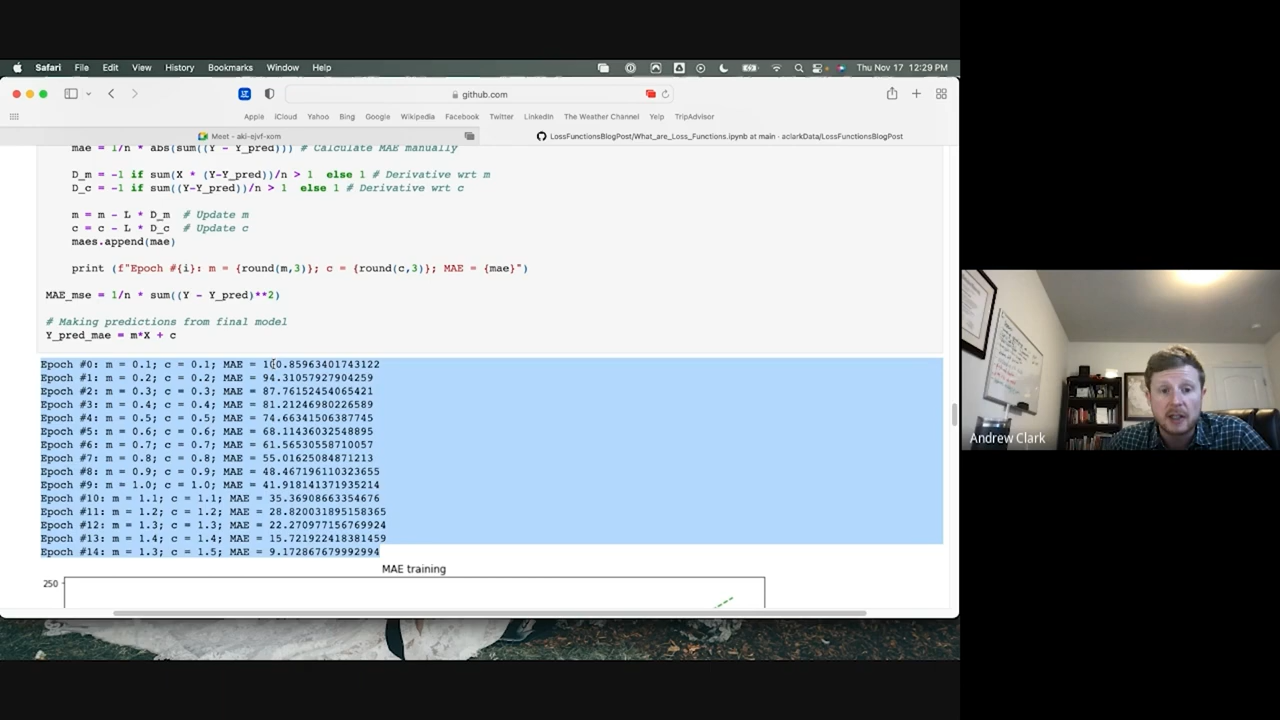 Safari File Edit View History Bookmarks Window Help Thu Nov 17 12:29 PM
github.com
Apple iCloud Yahoo Bing Google Wikipedia Facebook Twitter LinkedIn The Weather Channel Yelp TripAdvisor
Meet - aki-ejvf-xom LossFunctionsBlogPost/What_are_Loss_Functions.ipynb at main · aclarkData/LossFunctionsBlogPost
mae = 1/n * abs(sum((Y - Y_pred))) # Calculate MAE manually
D_m = -1 if sum(X * (Y-Y_pred))/n > 1 else 1 # Derivative wrt m
D_c = -1 if sum((Y-Y_pred))/n > 1 else 1 # Derivative wrt c
m = m - L * D_m # Update m
c = c - L * D_c # Update c
maes.append(mae)
print (f"Epoch #{i}: m = {round(m,3)}; c = {round(c,3)}; MAE = {mae}")
MAE_mse = 1/n * sum((Y - Y_pred)**2)
# Making predictions from final model
Y_pred_mae = m*X + c
Epoch #0: m = 0.1; c = 0.1; MAE = 100.85963401743122
Epoch #1: m = 0.2; c = 0.2; MAE = 94.31057927904259
Epoch #2: m = 0.3; c = 0.3; MAE = 87.76152454065421
Epoch #3: m = 0.4; c = 0.4; MAE = 81.21246980226589
Epoch #4: m = 0.5; c = 0.5; MAE = 74.66341506387745
Epoch #5: m = 0.6; c = 0.6; MAE = 68.11436032548895
Epoch #6: m = 0.7; c = 0.7; MAE = 61.56530558710057
Epoch #7: m = 0.8; c = 0.8; MAE = 55.01625084871213
Epoch #8: m = 0.9; c = 0.9; MAE = 48.467196110323655
Epoch #9: m = 1.0; c = 1.0; MAE = 41.918141371935214
Epoch #10: m = 1.1; c = 1.1; MAE = 35.36908663354676
Epoch #11: m = 1.2; c = 1.2; MAE = 28.820031895158365
Epoch #12: m = 1.3; c = 1.3; MAE = 22.270977156769924
Epoch #13: m = 1.4; c = 1.4; MAE = 15.721922418381459
Epoch #14: m = 1.3; c = 1.5; MAE = 9.172867679992994
MAE training
250
Andrew Clark